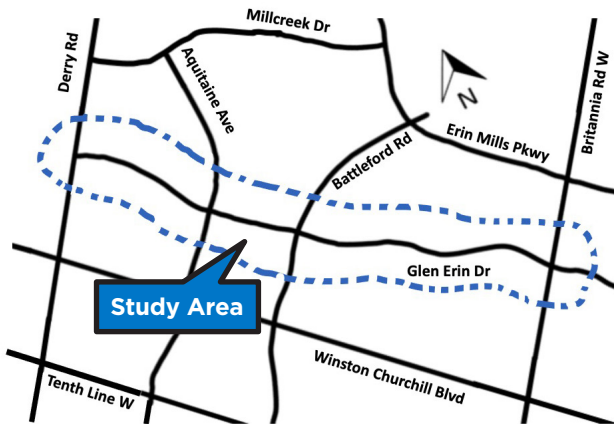 Millcreek Dr
Derry Rd
Aquitaine Ave
Britannia Rd W
N
Erin Mills Pkwy
Battleford Rd
Glen Erin Dr
Study Area
Winston Churchill Blvd
Tenth Line W